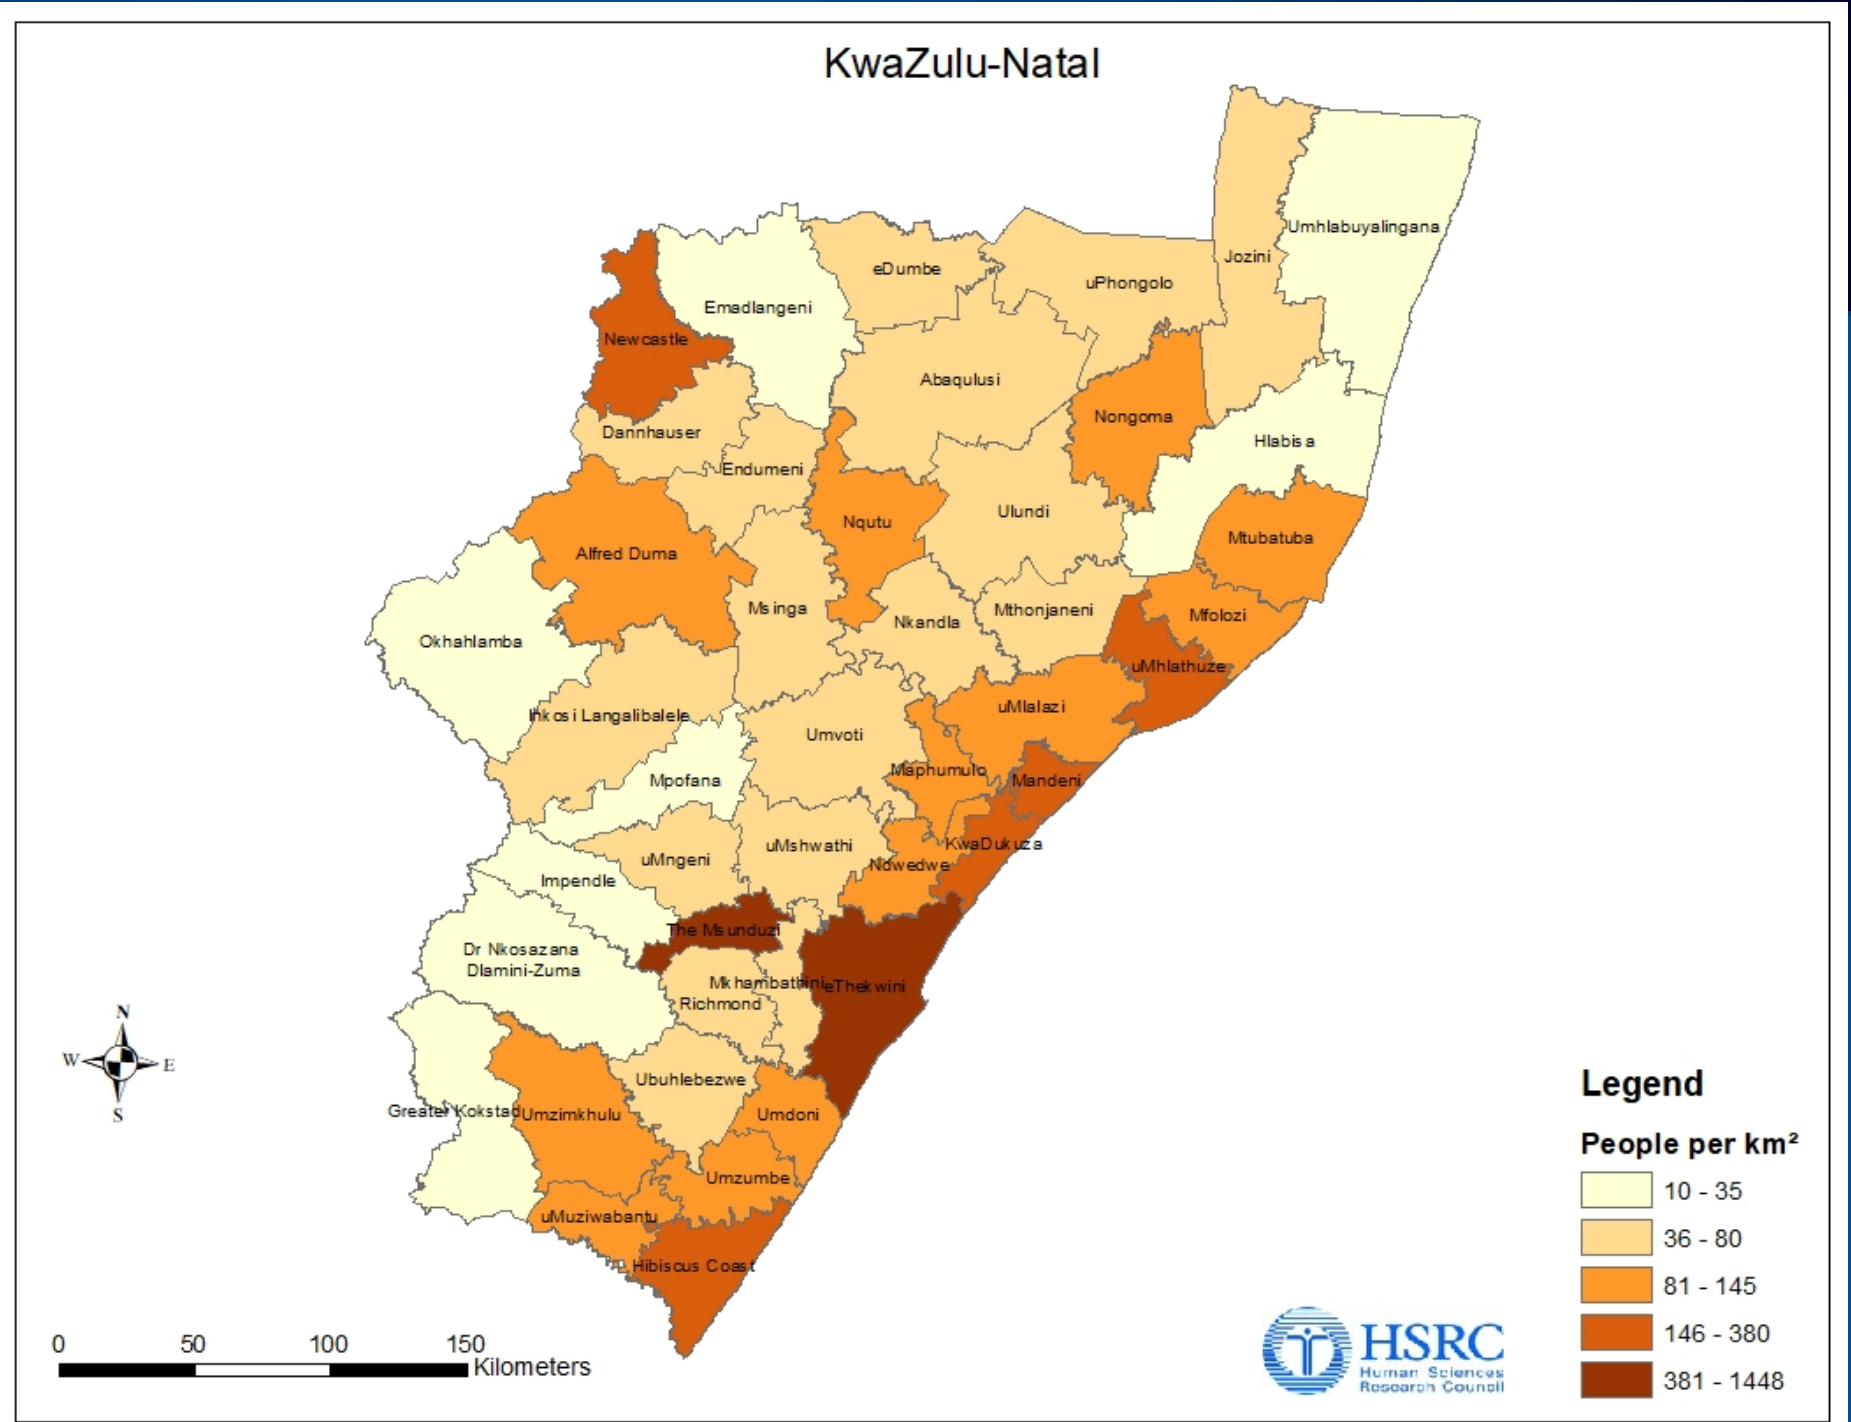 KwaZulu-Natal
Umhlabuyalingana
Jozini
eDumbe
uPhongolo
Emadlangeni
Newcastle
Abaqulusi
Nongoma
Dannhauser
Hlabisa
Endumeni
Ulundi
Nqutu
Mtubatuba
Alfred Duma
Msinga
Mthonjaneni
Mfolozi
Nkandla
Okhahlamba
uMhlathuze
uMlalazi
Inkosi Langalibalele
Umvoti
Maphumulo
Mandeni
Mpofana
uMshwathi
KwaDukuza
uMngeni
Ndwedwe
Impendle
The Msunduzi
Dr Nkosazana
Dlamini-Zuma
Mkhambathini
eThekwini
Richmond
Ubuhlebezwe
Greater Kokstad
Umzimkhulu
Umdoni
Umzumbe
uMuziwabantu
Hibiscus Coast
N
W
E
S
0 50 100 150
Kilometers
HSRC
Human Sciences
Research Council
Legend
People per km²
10 - 35
36 - 80
81 - 145
146 - 380
381 - 1448